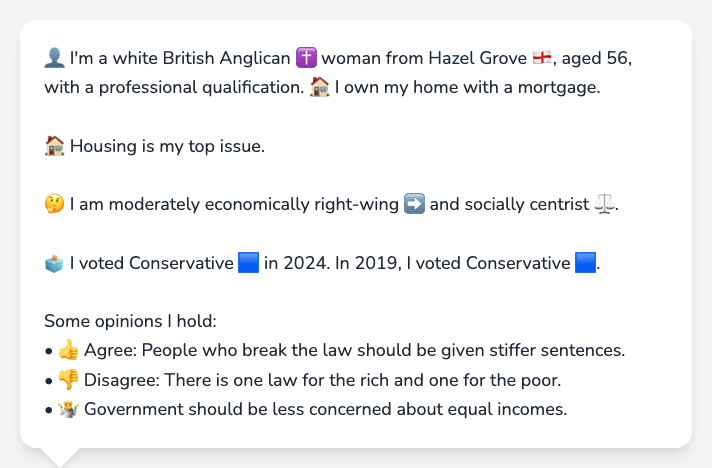 👤 I'm a white British Anglican ✝️ woman from Hazel Grove 🏴󠁧󠁢󠁥󠁮󠁧󠁿, aged 56,
with a professional qualification. 🏠 I own my home with a mortgage.
🏠 Housing is my top issue.
🤔 I am moderately economically right-wing ➡️ and socially centrist ⚖️.
🗳️ I voted Conservative 🟦 in 2024. In 2019, I voted Conservative 🟦.
Some opinions I hold:
• 👍 Agree: People who break the law should be given stiffer sentences.
• 👎 Disagree: There is one law for the rich and one for the poor.
• 🤷 Government should be less concerned about equal incomes.